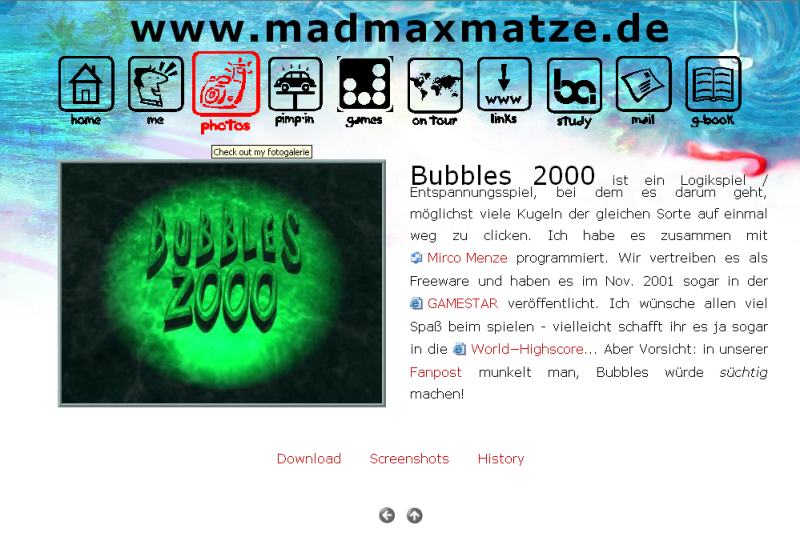 www.madmaxmatze.de
home me photos pimp·in games on tour links study mail g-book
www
ba
Check out my fotogalerie
BUBBLES
2000
Bubbles 2000 ist ein Logikspiel /
Entspannungsspiel, bei dem es darum geht,
möglichst viele Kugeln der gleichen Sorte auf einmal
weg zu clicken. Ich habe es zusammen mit
Mirco Menze programmiert. Wir vertreiben es als
Freeware und haben es im Nov. 2001 sogar in der
GAMESTAR veröffentlicht. Ich wünsche allen viel
Spaß beim spielen - vielleicht schafft ihr es ja sogar
in die World-Highscore... Aber Vorsicht: in unserer
Fanpost munkelt man, Bubbles würde süchtig
machen!
Download Screenshots History